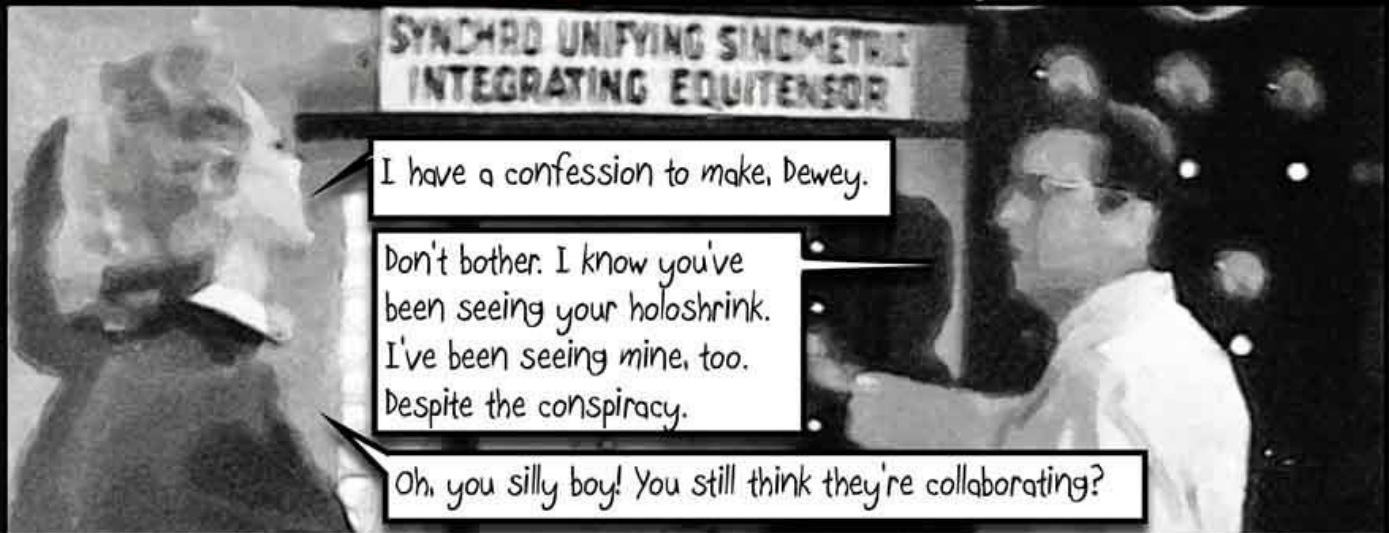 SYNCHRO UNIFYING SINOMETRIC
INTEGRATING EQUITENSOR
I have a confession to make, Dewey.
Don't bother. I know you've
been seeing your holoshrink.
I've been seeing mine, too.
Despite the conspiracy.
Oh, you silly boy! You still think they're collaborating?